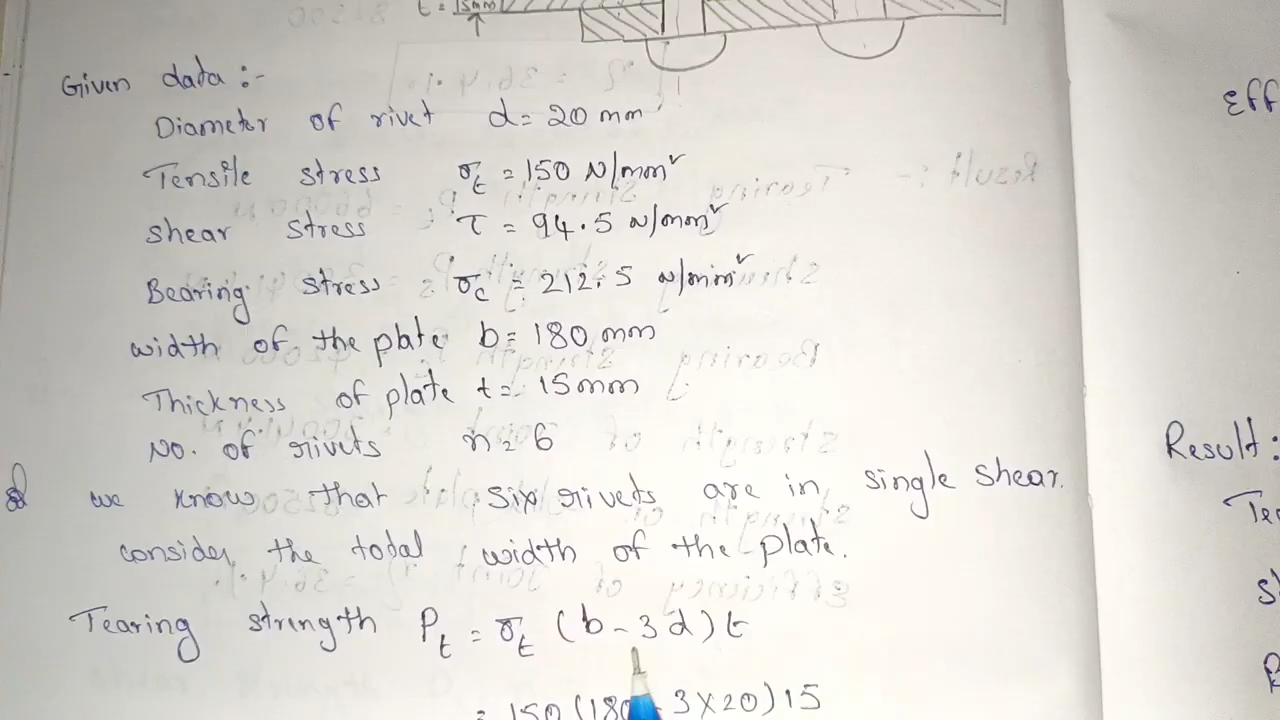 t = 15mm
Given data :-
Diameter of rivet d = 20 mm
Tensile stress σt = 150 N/mm²
Shear stress τ = 94.5 N/mm²
Bearing stress σc = 212.5 N/mm²
width of the plate b = 180 mm
Thickness of plate t = 15 mm
No. of rivets n = 6
we know that six rivets are in single shear.
consider the total width of the plate.
Tearing strength Pt = σt (b - 3d) t
= 150 (180 - 3×20) 15
Eff
Result :